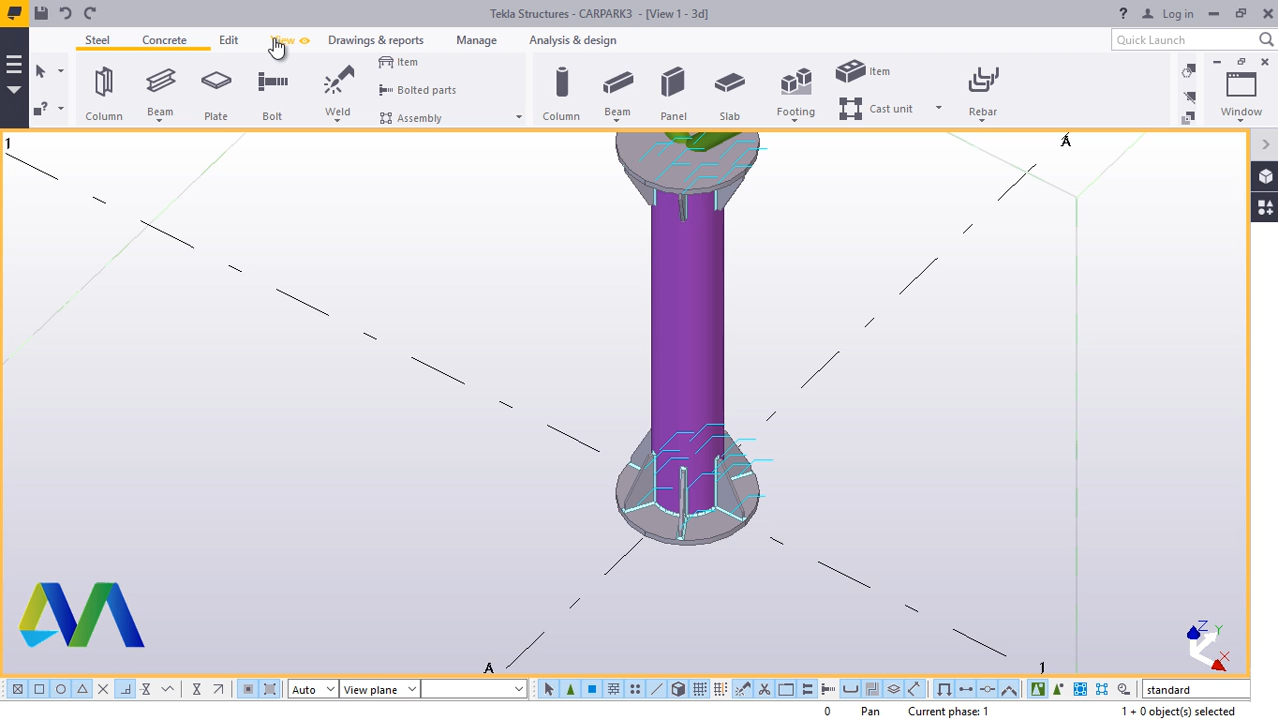 Tekla Structures - CARPARK3 - [View 1 - 3d]
? Log in
Steel Concrete Edit View Drawings & reports Manage Analysis & design
Quick Launch
Item
Bolted parts
Assembly
Column Beam Plate Bolt Weld
Item
Cast unit
Column Beam Panel Slab Footing Rebar Window
1
A
A
1
Z
Y
X
Auto View plane standard
0 Pan Current phase: 1 1 + 0 object(s) selected